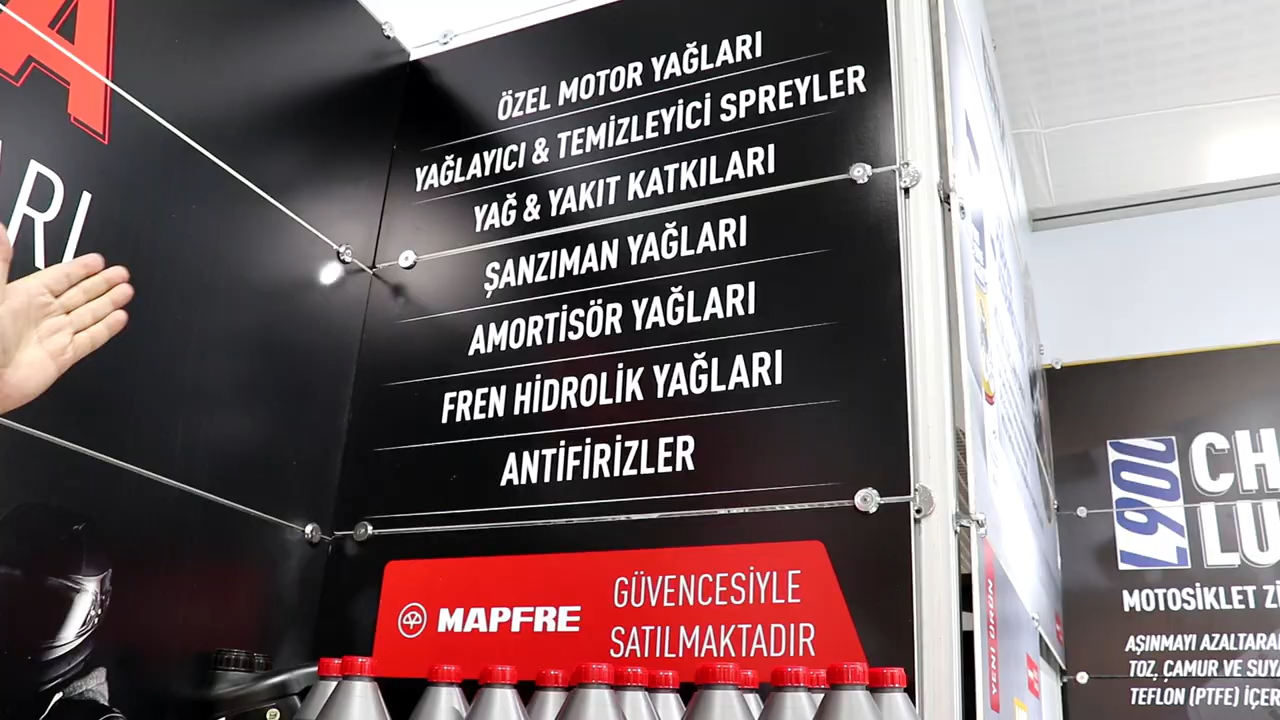 ÖZEL MOTOR YAĞLARI
YAĞLAYICI & TEMİZLEYİCİ SPREYLER
YAĞ & YAKIT KATKILARI
ŞANZIMAN YAĞLARI
AMORTİSÖR YAĞLARI
FREN HİDROLİK YAĞLARI
ANTİFİRİZLER
MAPFRE
GÜVENCESİYLE
SATILMAKTADIR
YENİ ÜRÜN
CH
LU
MOTOSİKLET Zİ
AŞINMAYI AZALTARA
TOZ, ÇAMUR VE SUYA
TEFLON (PTFE) İÇER